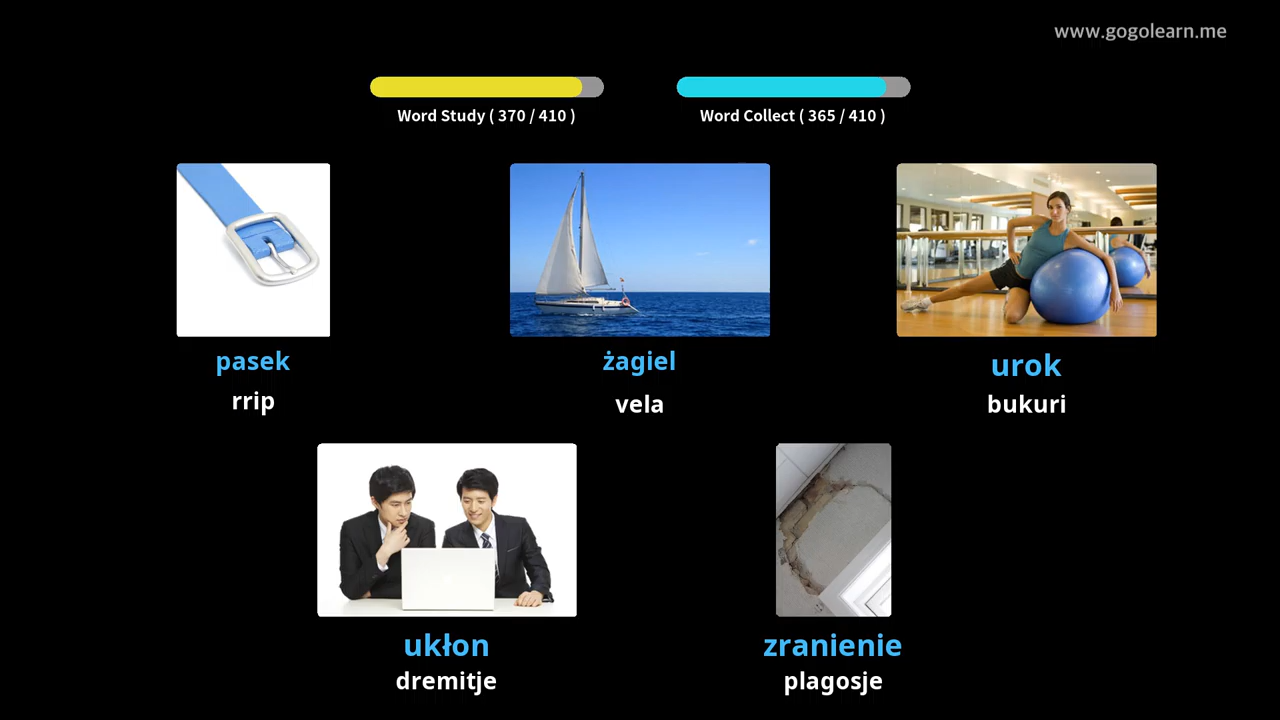 www.gogolearn.me
Word Study ( 370 / 410 )
Word Collect ( 365 / 410 )
pasek
żagiel
urok
rrip
vela
bukuri
ukłon
zranienie
dremitje
plagosje